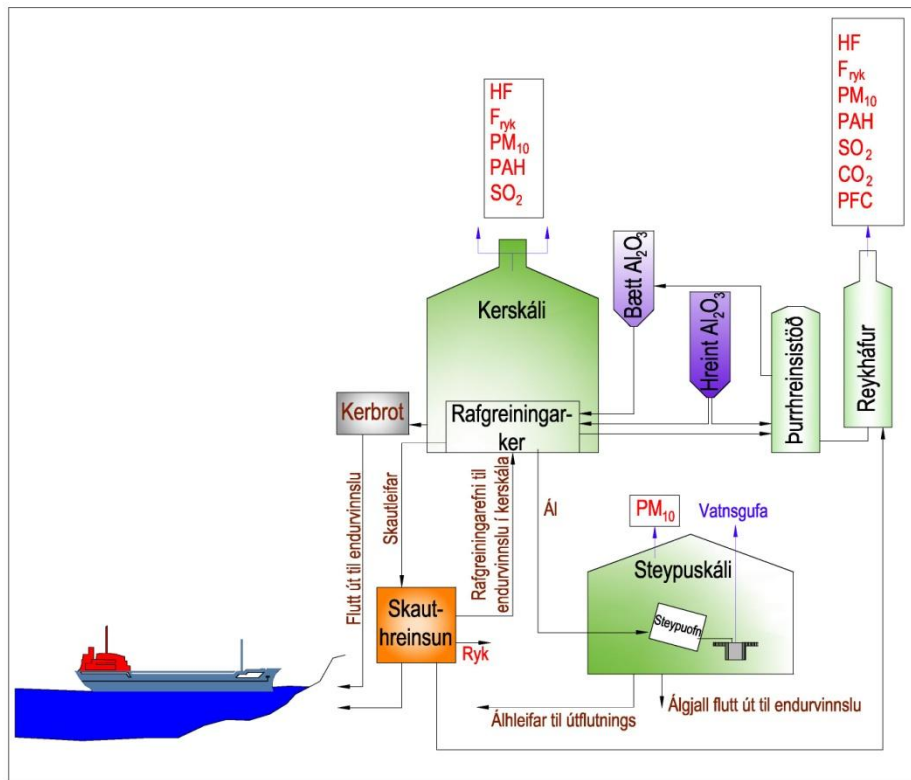 HF
F_ryk
PM₁₀
PAH
SO₂
HF
F_ryk
PM₁₀
PAH
SO₂
CO₂
PFC
Kerskáli
Bætt Al₂O₃
Hreint Al₂O₃
Þurrhreinsistöð
Reykháfur
Kerbrot
Rafgreiningar-
ker
Flutt út til endurvinnslu
Skautleifar
Rafgreiningarefni til
endurvinnslu í kerskála
Ál
PM₁₀
Vatnsgufa
Steypuskáli
Steypuofn
Skaut-
hreinsun
Ryk
Álhleifar til útflutnings
Álgjall flutt út til endurvinnslu